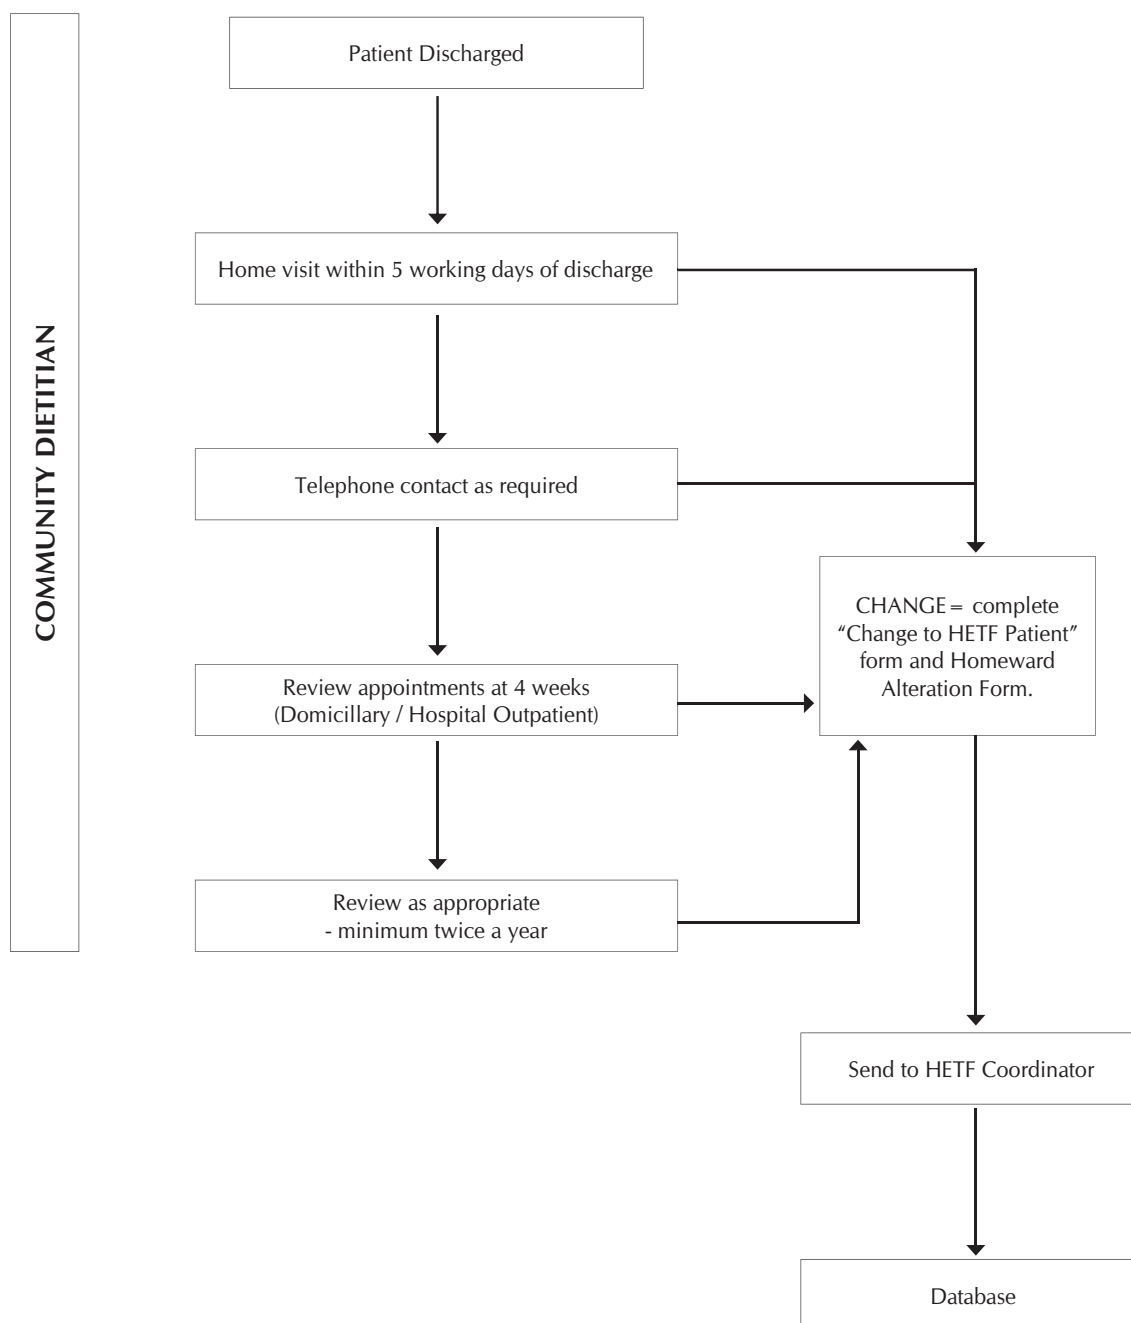 COMMUNITY DIETITIAN
Patient Discharged
Home visit within 5 working days of discharge
Telephone contact as required
CHANGE = complete
“Change to HETF Patient”
form and Homeward
Alteration Form.
Review appointments at 4 weeks
(Domicillary / Hospital Outpatient)
Review as appropriate
- minimum twice a year
Send to HETF Coordinator
Database